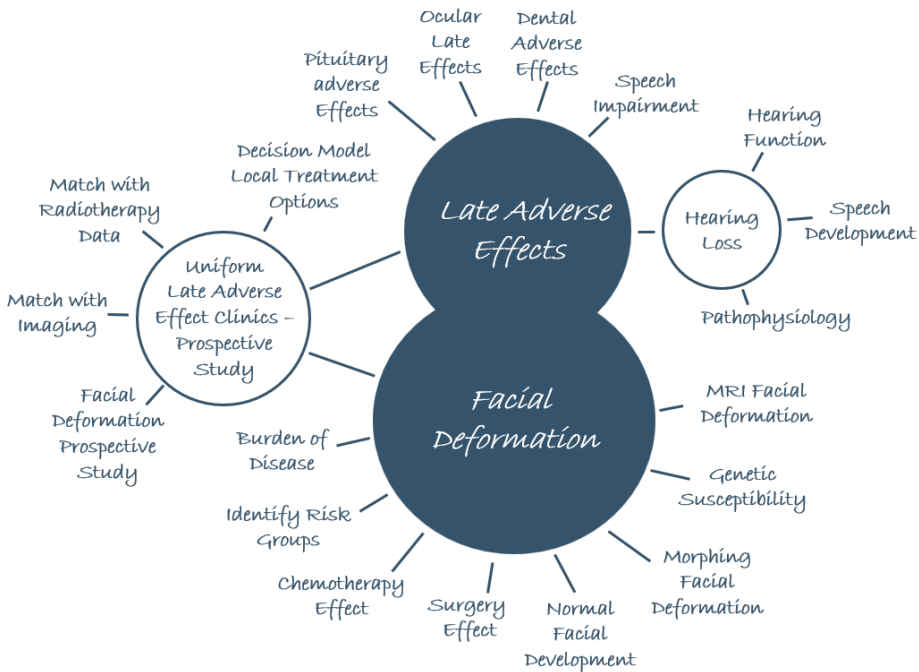 Ocular
Late
Effects
Dental
Adverse
Effects
Pituitary
adverse
Effects
Speech
Impairment
Hearing
Function
Decision Model
Local Treatment
Options
Match with
Radiotherapy
Data
Late Adverse
Effects
Hearing
Loss
Speech
Development
Uniform
Late Adverse
Effect Clinics –
Prospective
Study
Match with
Imaging
Pathophysiology
Facial
Deformation
Prospective
Study
Facial
Deformation
MRI Facial
Deformation
Burden of
Disease
Genetic
Susceptibility
Identify Risk
Groups
Morphing
Facial
Deformation
Chemotherapy
Effect
Surgery
Effect
Normal
Facial
Development